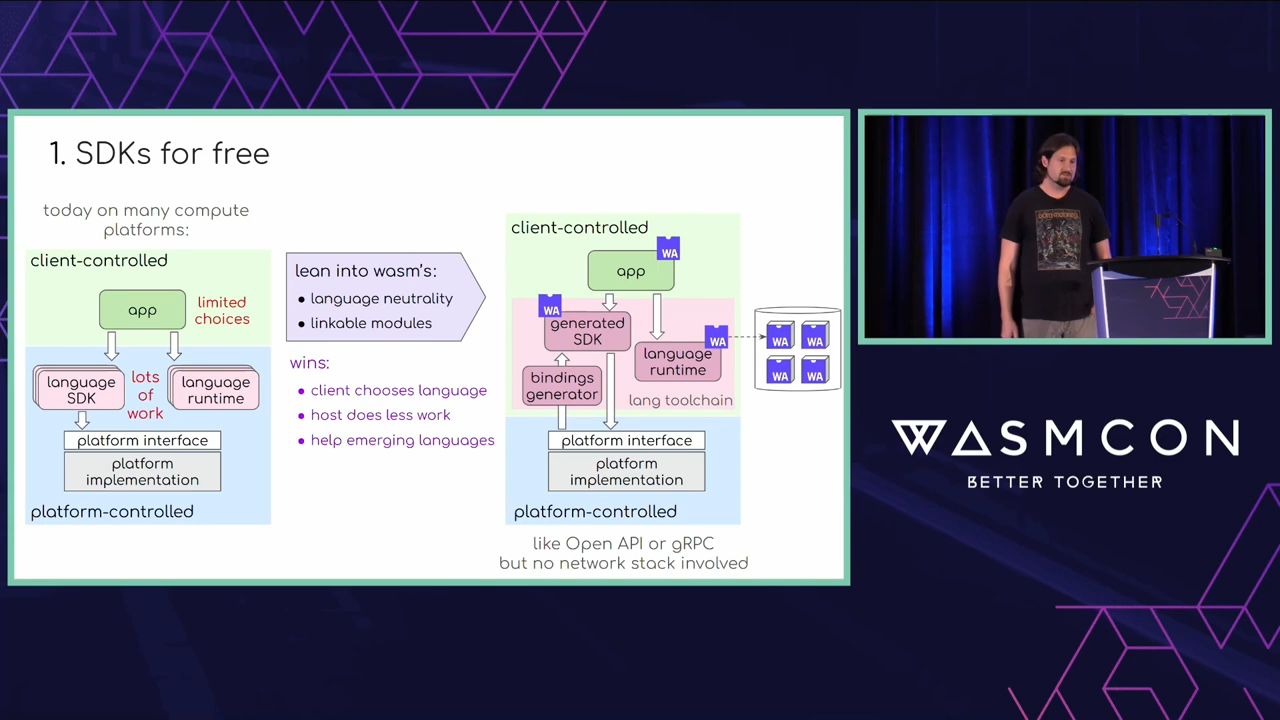 1. SDKs for free
today on many compute
platforms:
client-controlled
app
limited
choices
language
SDK
lots
of
work
language
runtime
platform interface
platform
implementation
platform-controlled
lean into wasm's:
• language neutrality
• linkable modules
wins:
• client chooses language
• host does less work
• help emerging languages
client-controlled
WA
app
WA
generated
SDK
WA
language
runtime
bindings
generator
lang toolchain
platform interface
platform
implementation
platform-controlled
WA WA
WA WA
like Open API or gRPC
but no network stack involved
WASMCON
BETTER TOGETHER